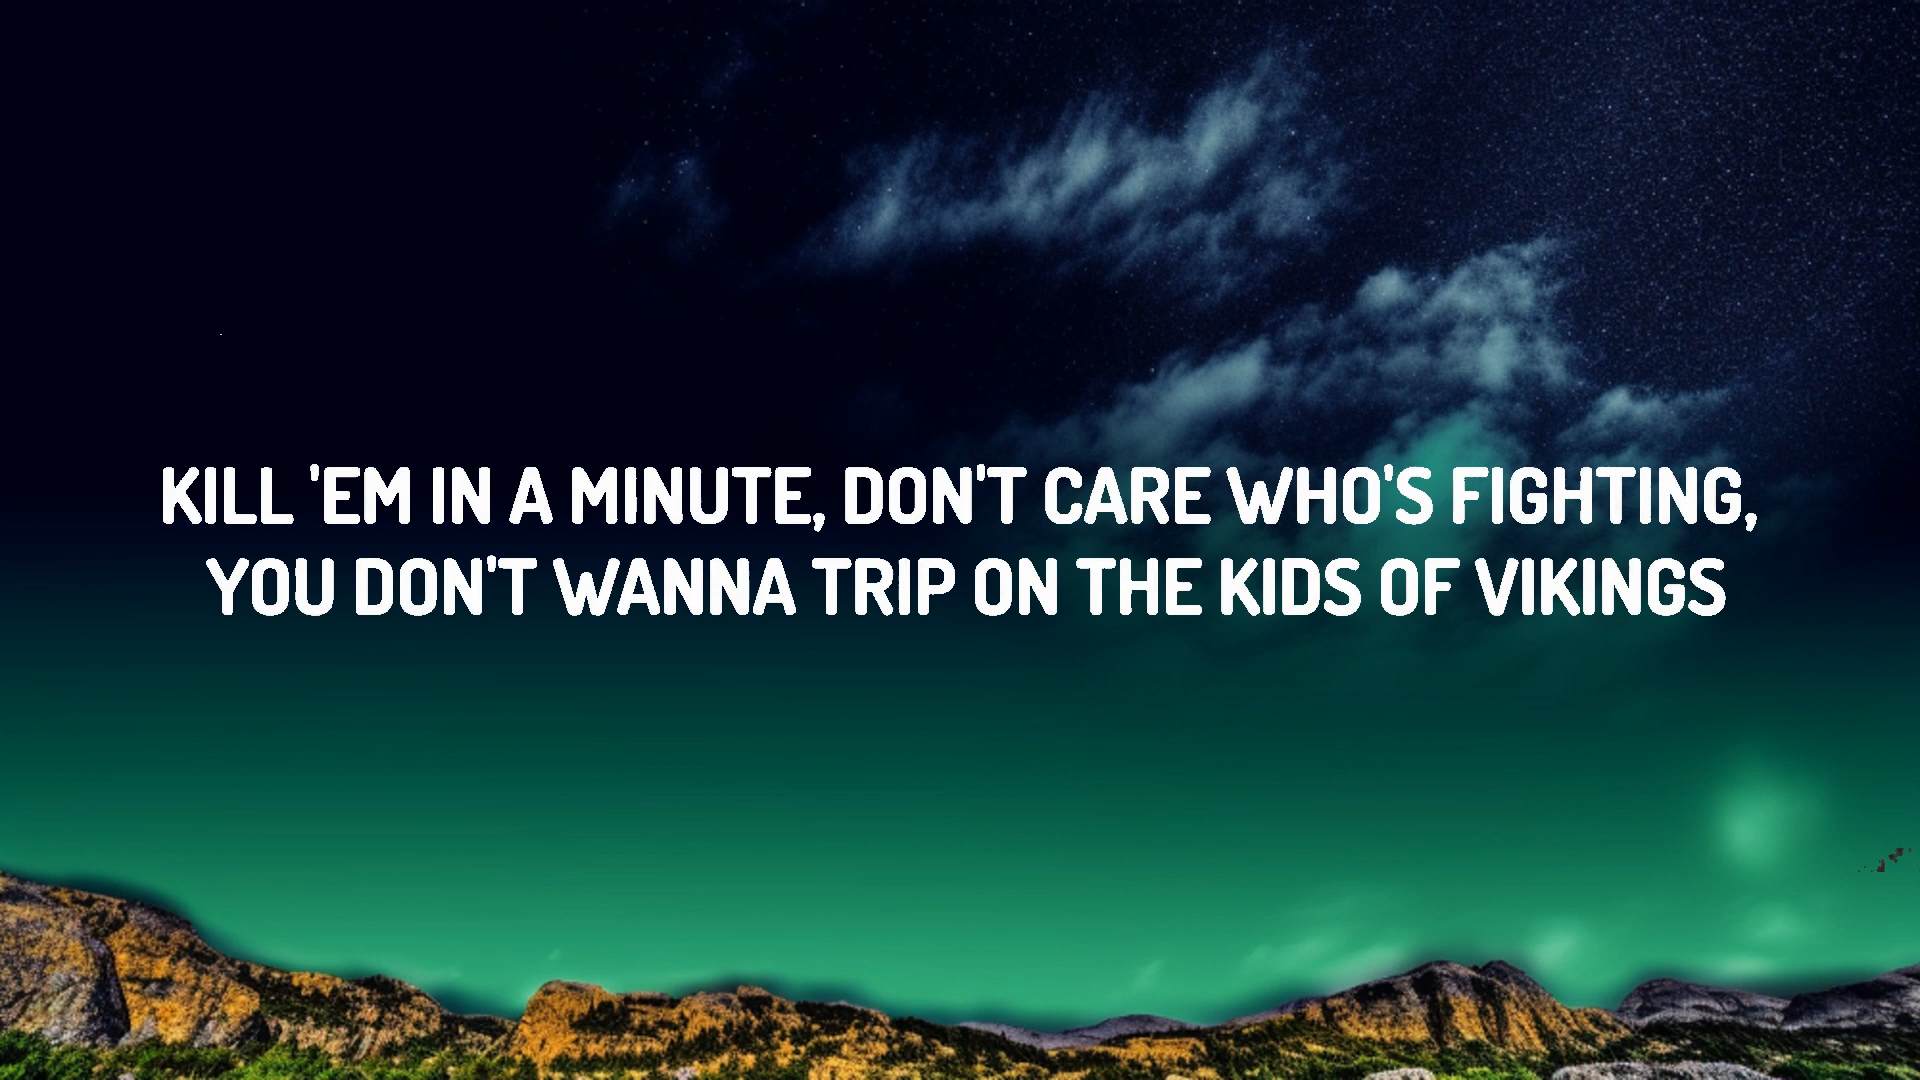 KILL 'EM IN A MINUTE, DON'T CARE WHO'S FIGHTING,
YOU DON'T WANNA TRIP ON THE KIDS OF VIKINGS